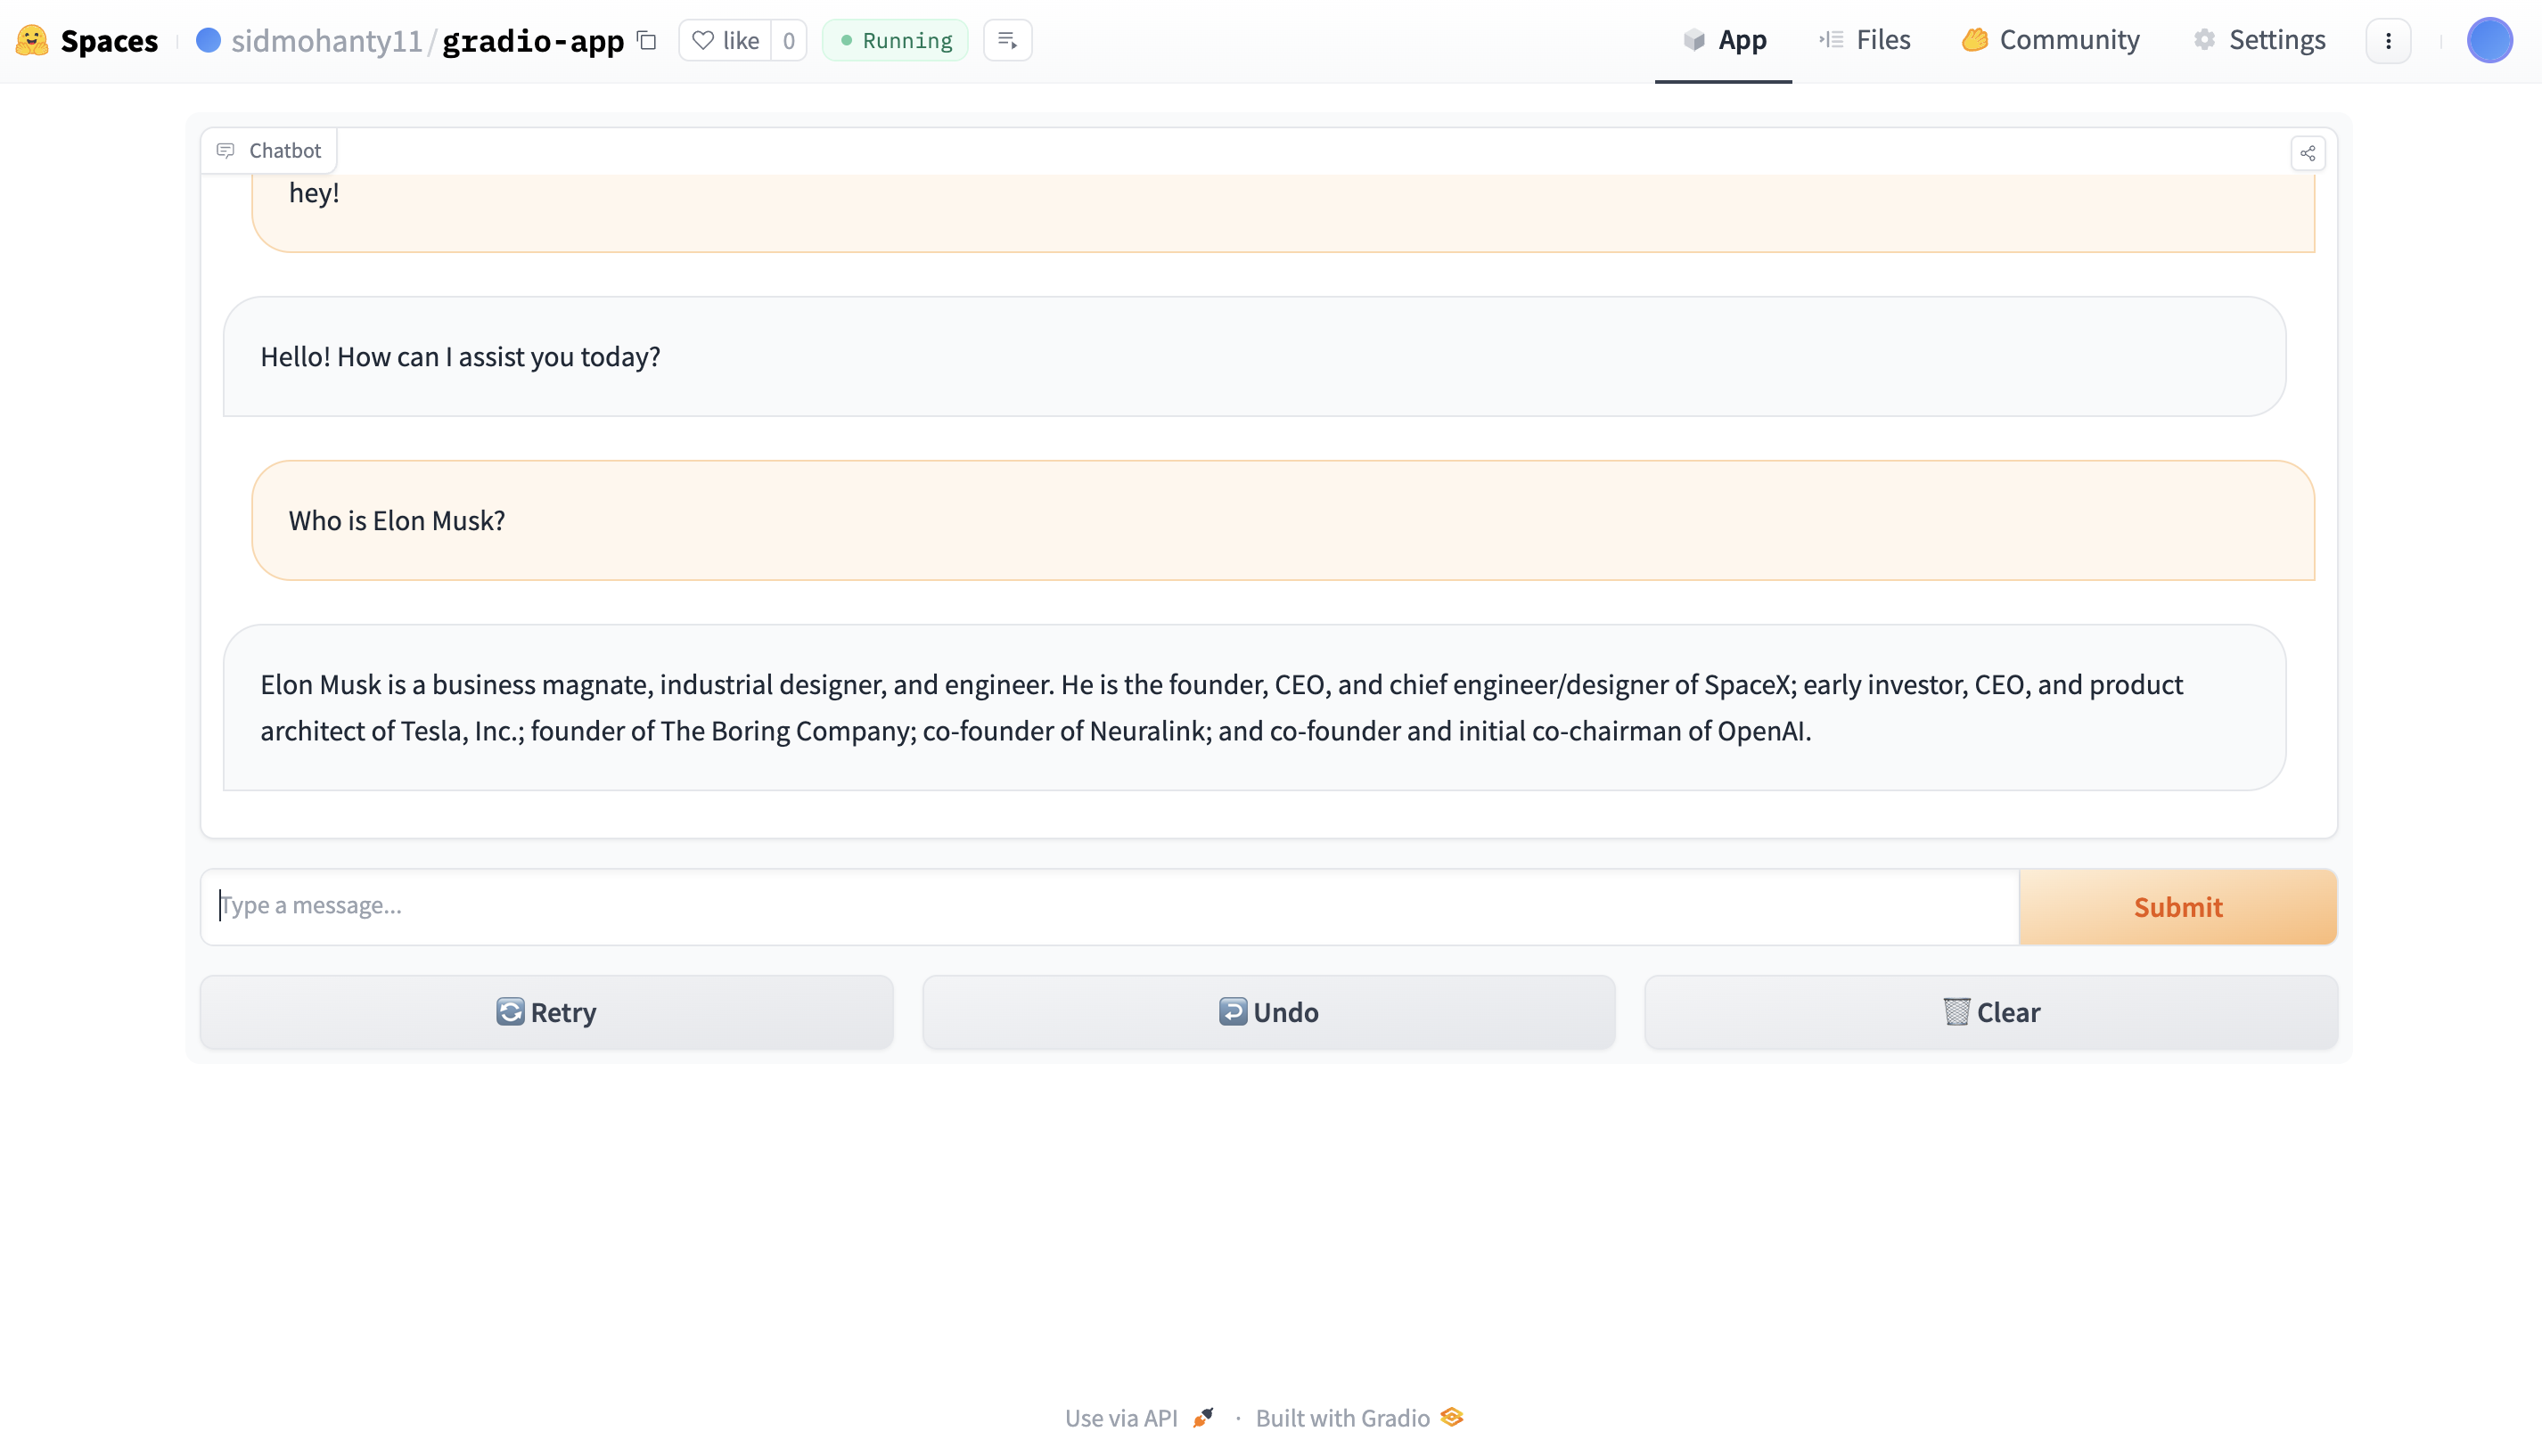 Spaces
sidmohanty11/gradio-app
like 0
Running
App
Files
Community
Settings
Chatbot
hey!
Hello! How can I assist you today?
Who is Elon Musk?
Elon Musk is a business magnate, industrial designer, and engineer. He is the founder, CEO, and chief engineer/designer of SpaceX; early investor, CEO, and product
architect of Tesla, Inc.; founder of The Boring Company; co-founder of Neuralink; and co-founder and initial co-chairman of OpenAI.
Type a message...
Submit
Retry
Undo
Clear
Use via API · Built with Gradio